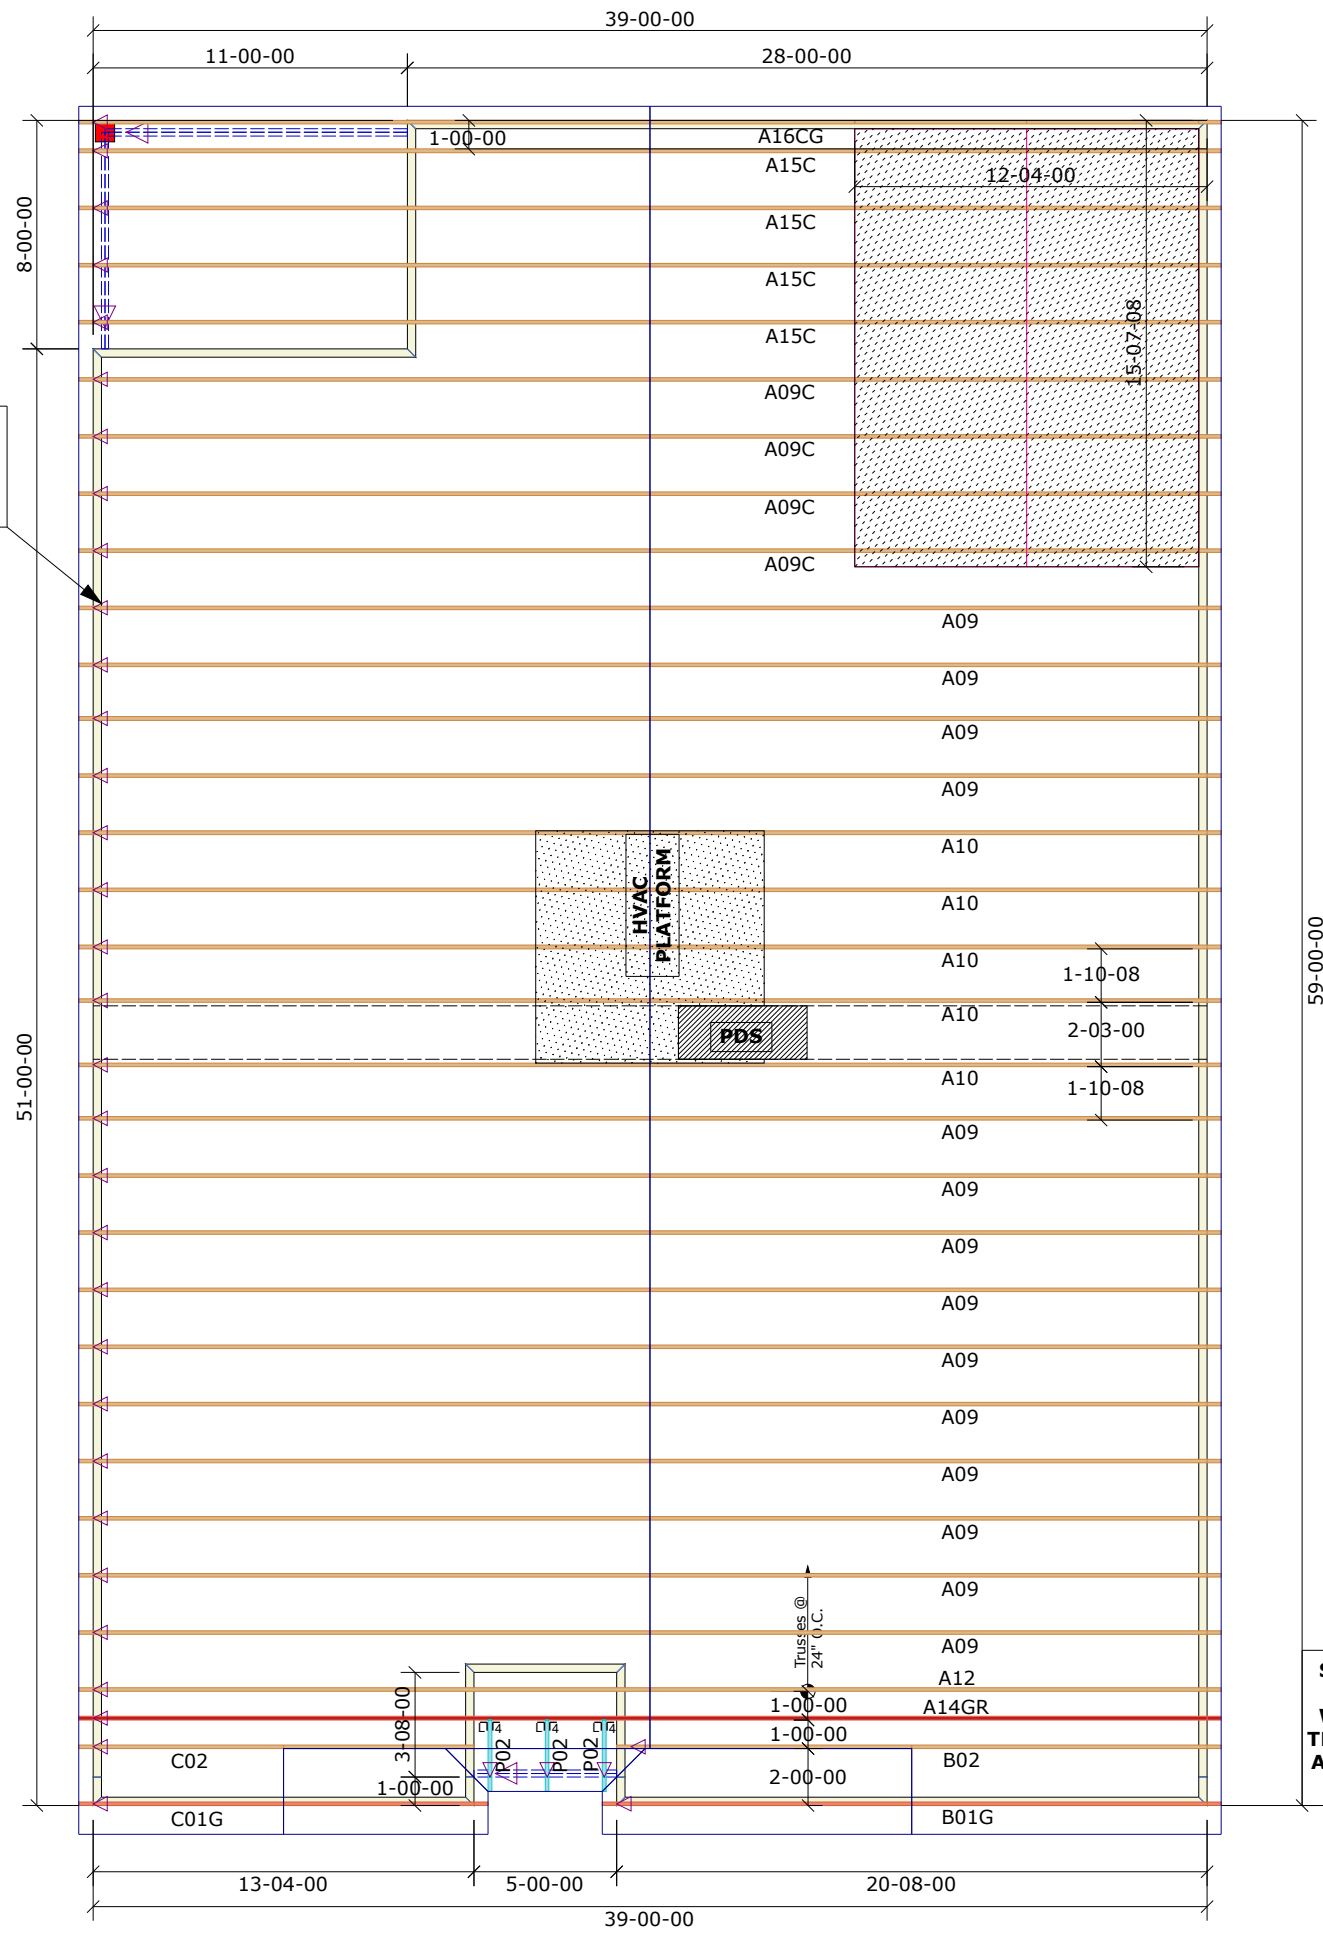 39-00-00
11-00-00
28-00-00
1-00-00
A16CG
A15C
12-04-00
A15C
8-00-00
A15C
15-07-08
A15C
A09C
A09C
A09C
A09C
A09
A09
A09
A09
HVAC
PLATFORM
A10
A10
A10
1-10-08
59-00-00
A10
2-03-00
PDS
51-00-00
A10
1-10-08
A09
A09
A09
A09
A09
A09
A09
A09
A09
Trusses @
24" O.C.
A09
A12
1-00-00
A14GR
3-08-00
P02
P02
P02
1-00-00
C02
B02
1-00-00
2-00-00
C01G
B01G
13-04-00
5-00-00
20-08-00
39-00-00